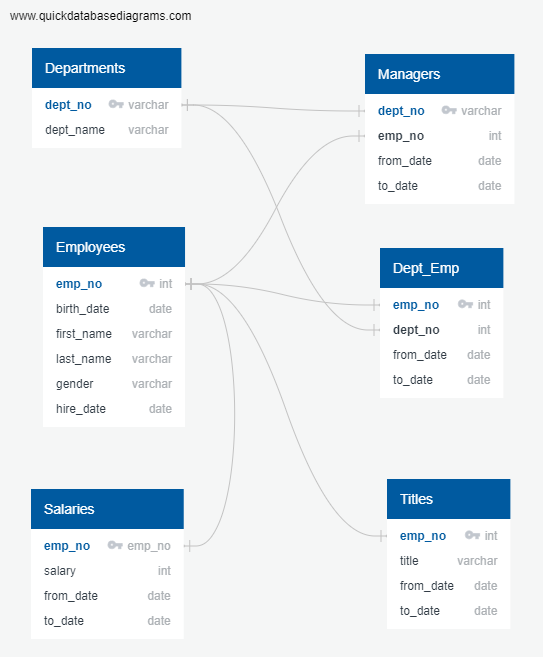 www.quickdatabasediagrams.com
Departments
dept_no varchar
dept_name varchar
Managers
dept_no varchar
emp_no int
from_date date
to_date date
Employees
emp_no int
birth_date date
first_name varchar
last_name varchar
gender varchar
hire_date date
Dept_Emp
emp_no int
dept_no int
from_date date
to_date date
Salaries
emp_no emp_no
salary int
from_date date
to_date date
Titles
emp_no int
title varchar
from_date date
to_date date